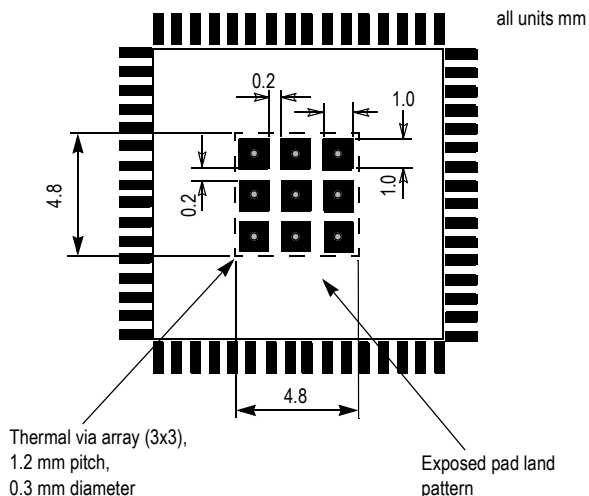 all units mm
0.2
1.0
4.8
0.2
1.0
4.8
Thermal via array (3x3),
1.2 mm pitch,
0.3 mm diameter
Exposed pad land
pattern